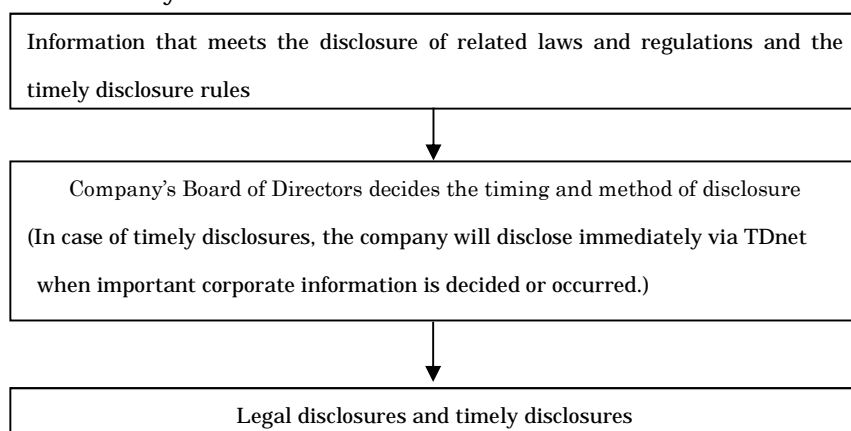 Information that meets the disclosure of related laws and regulations and the
timely disclosure rules
Company's Board of Directors decides the timing and method of disclosure
(In case of timely disclosures, the company will disclose immediately via TDnet
when important corporate information is decided or occurred.)
Legal disclosures and timely disclosures